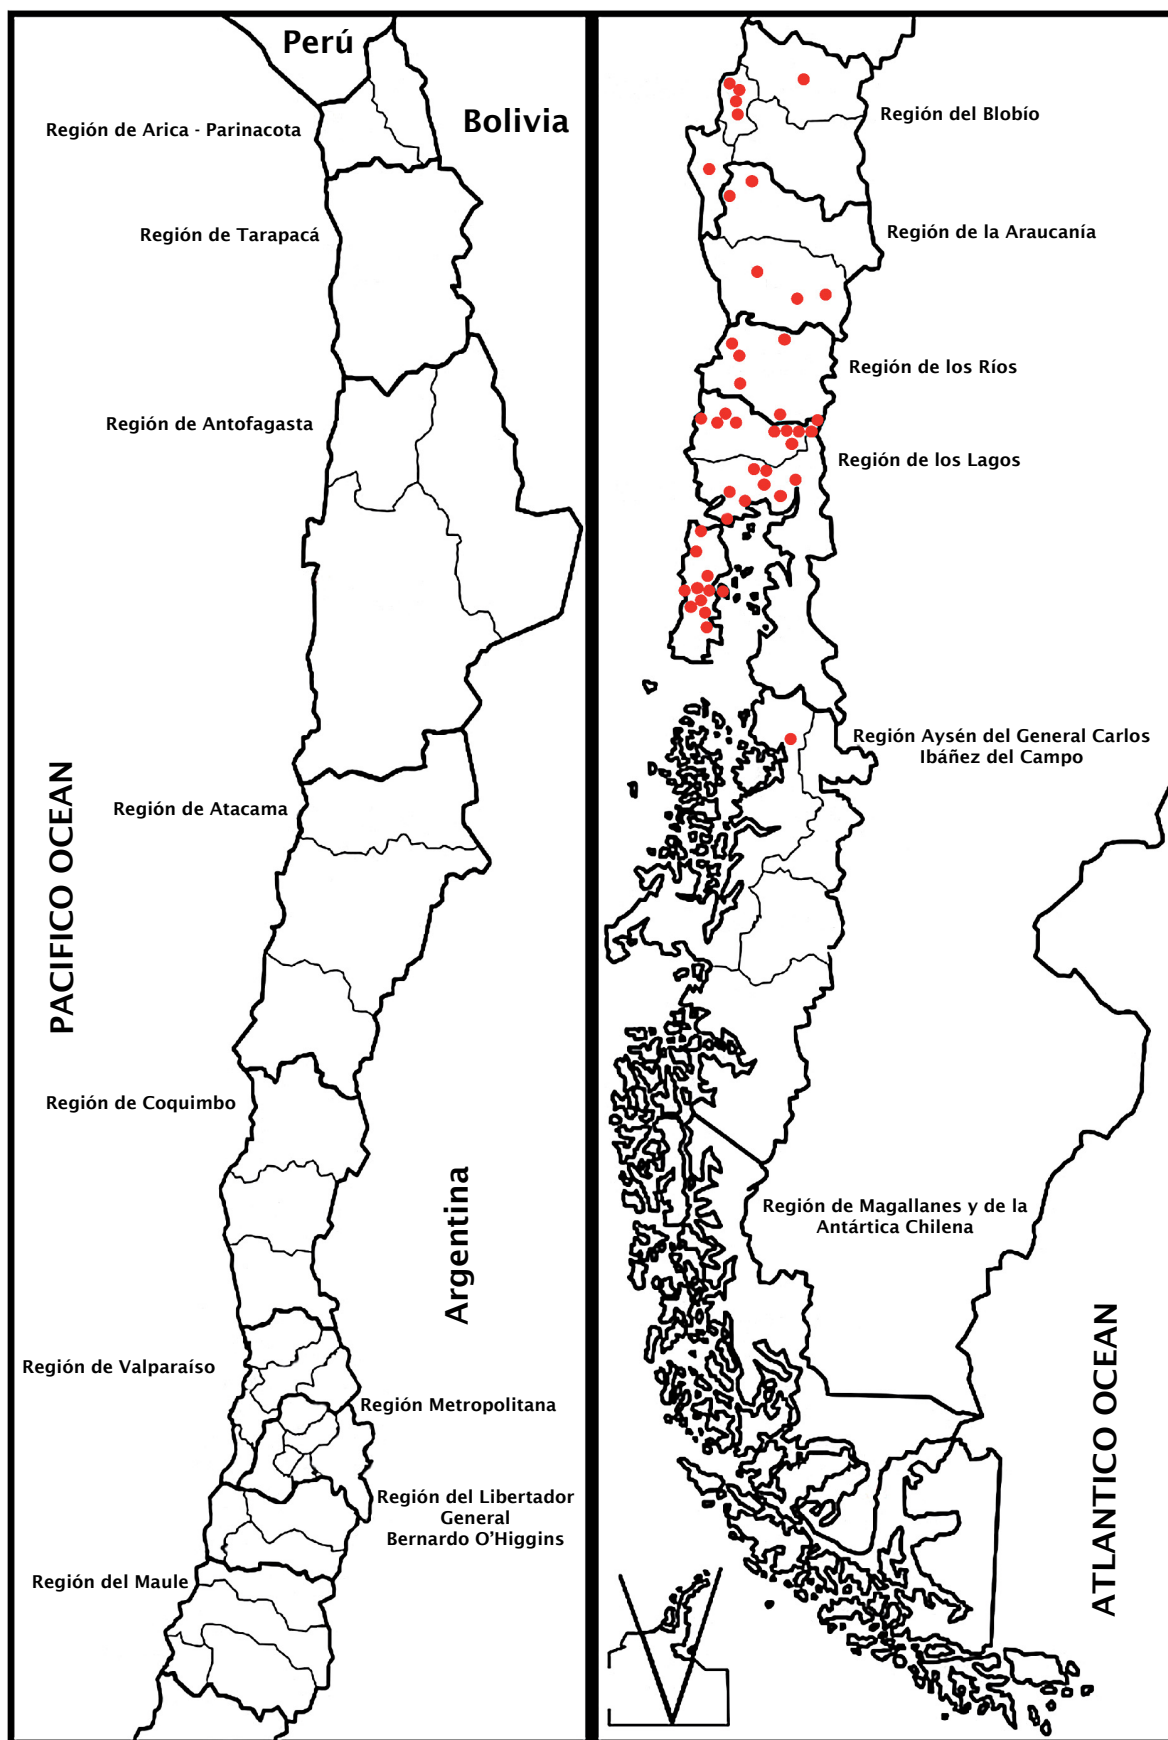 Perú
Bolivia
Región de Arica - Parinacota
Región de Tarapacá
Región de Antofagasta
Región de Atacama
PACIFICO OCEAN
Región de Coquimbo
Argentina
Región de Valparaíso
Región Metropolitana
Región del Libertador
General
Bernardo O'Higgins
Región del Maule
Región del Blobío
Región de la Araucanía
Región de los Ríos
Región de los Lagos
Región Aysén del General Carlos
Ibáñez del Campo
Región de Magallanes y de la
Antártica Chilena
ATLANTICO OCEAN